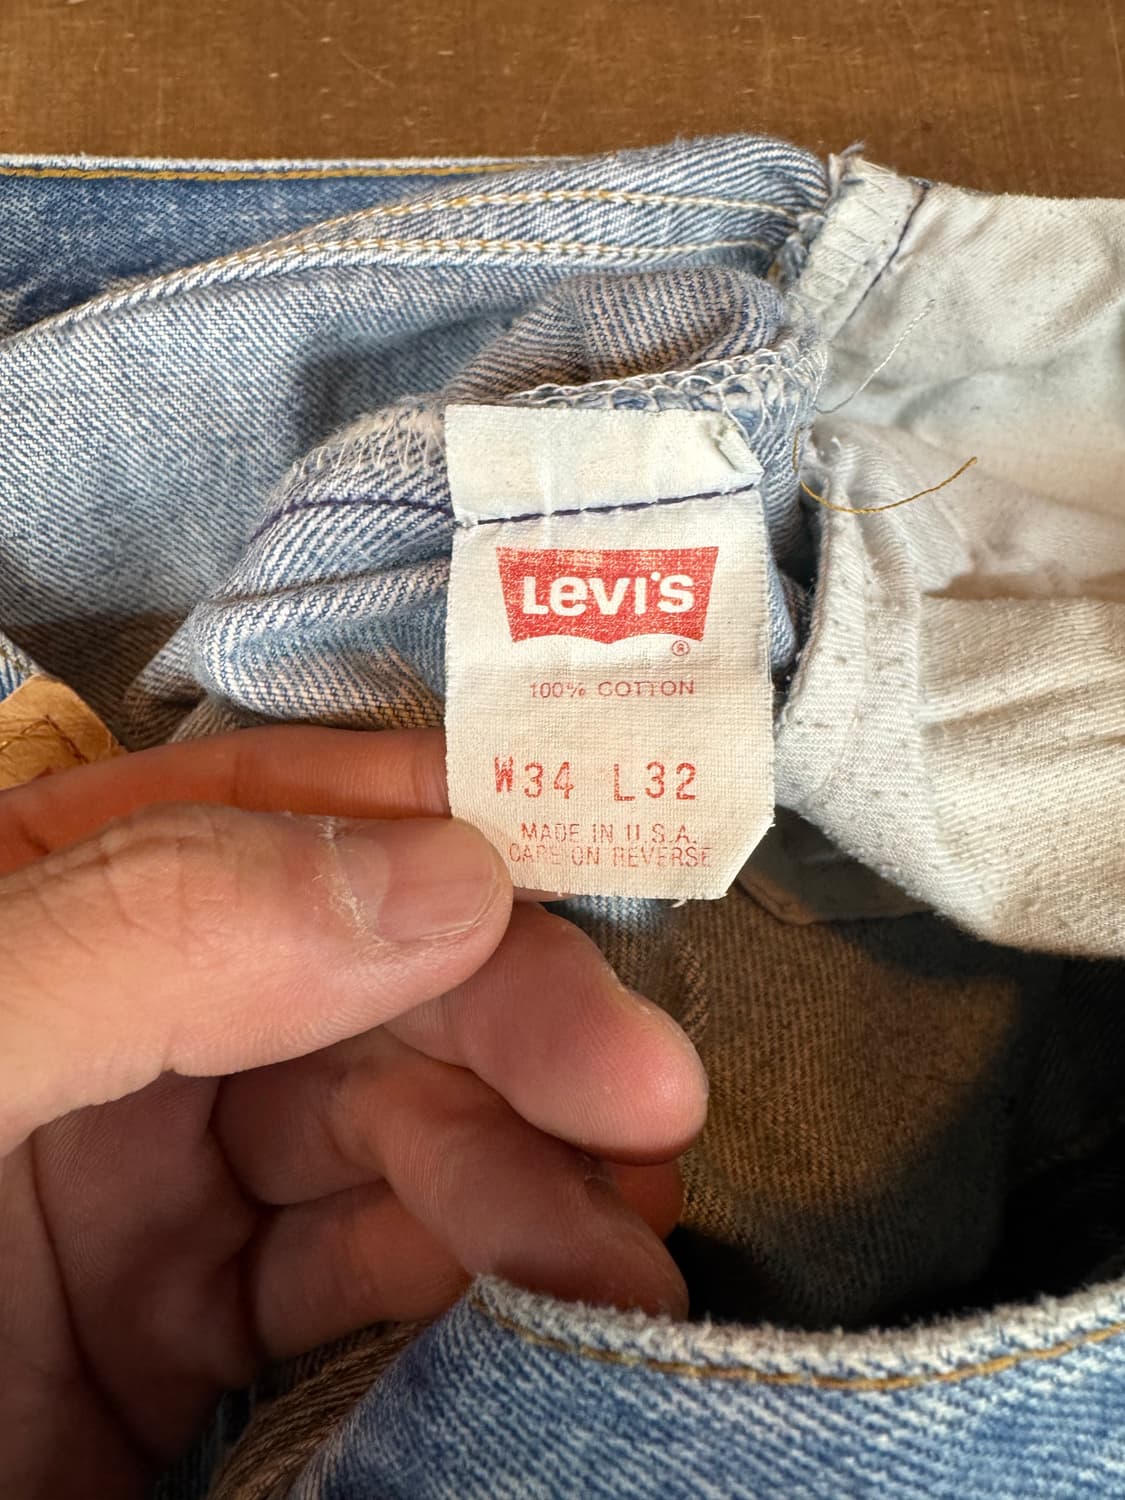 Levi's
®
100% COTTON
W34 L32
MADE IN U.S.A.
CARE ON REVERSE